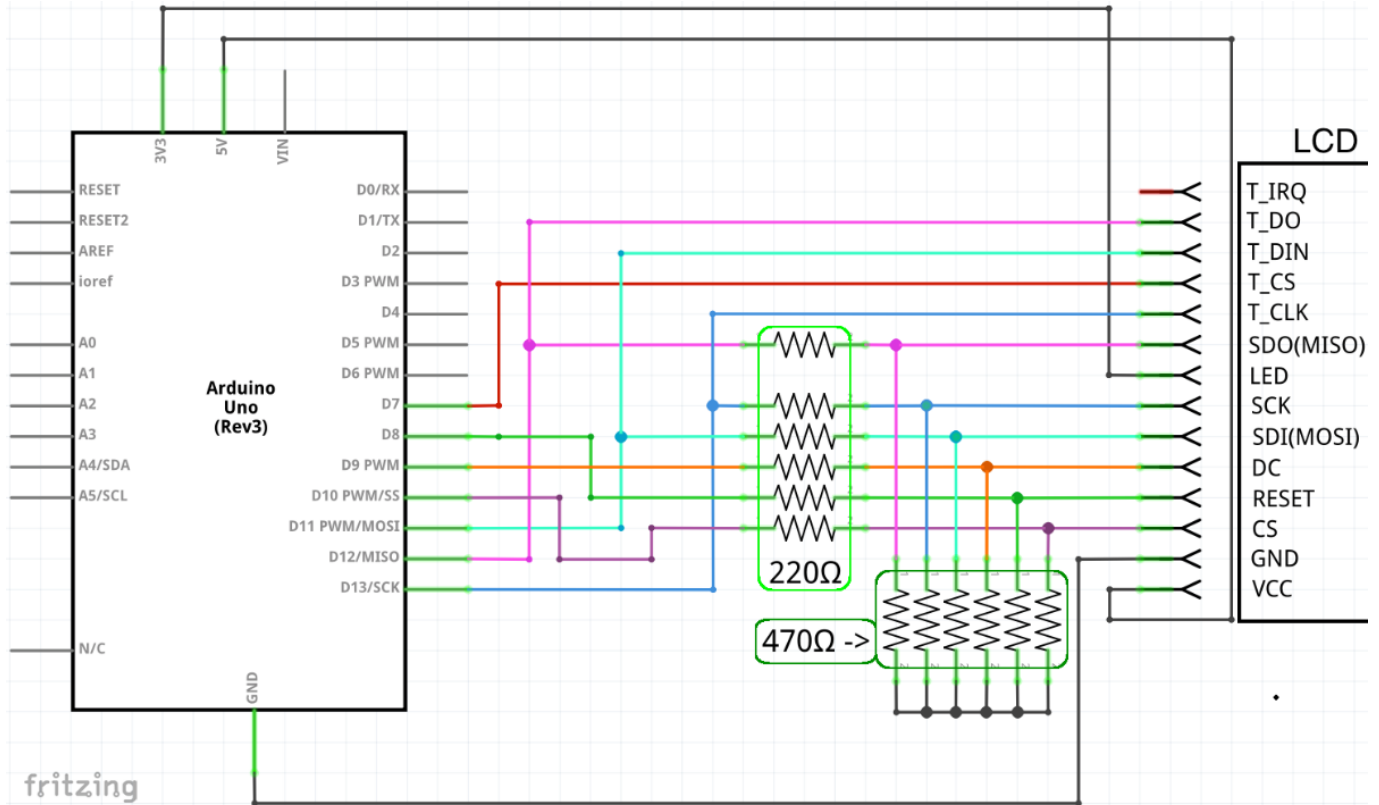 3V3
5V
VIN
LCD
RESET
RESET2
AREF
ioref
A0
A1
A2
A3
A4/SDA
A5/SCL
N/C
Arduino
Uno
(Rev3)
D0/RX
D1/TX
D2
D3 PWM
D4
D5 PWM
D6 PWM
D7
D8
D9 PWM
D10 PWM/SS
D11 PWM/MOSI
D12/MISO
D13/SCK
GND
220Ω
470Ω ->
T_IRQ
T_DO
T_DIN
T_CS
T_CLK
SDO(MISO)
LED
SCK
SDI(MOSI)
DC
RESET
CS
GND
VCC
fritzing